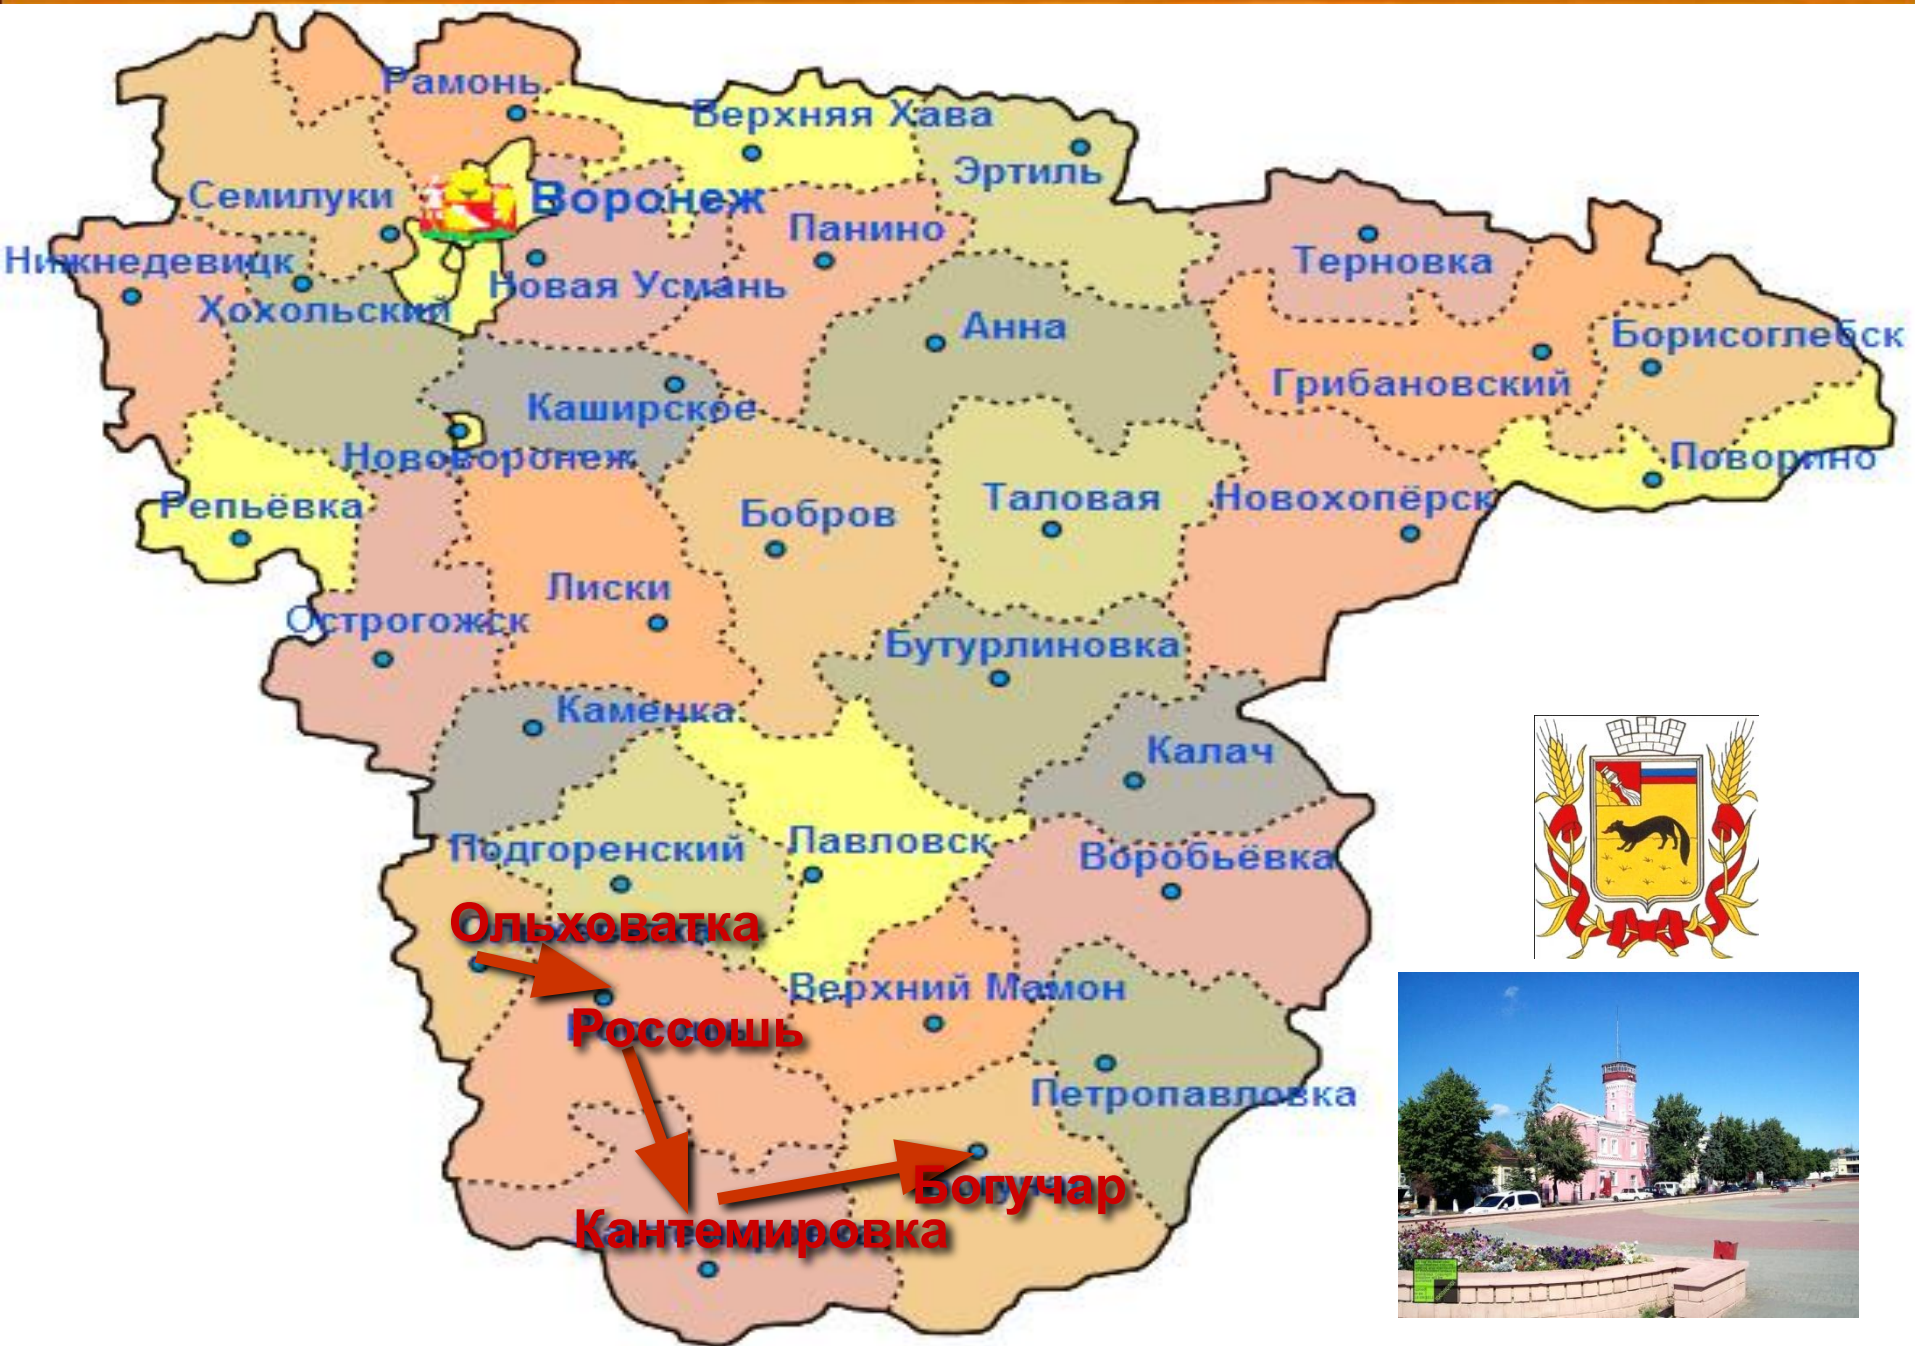 Рамонь
Верхняя Хава
Эртиль
Семилуки
Воронеж
Панино
Терновка
Нижнедевицк
Хохольский
Новая Усмань
Анна
Борисоглебск
Грибановский
Каширское
Нововоронеж
Поворино
Репьёвка
Бобров
Таловая
Новохопёрск
Лиски
Острогожск
Бутурлиновка
Каменка
Калач
Подгоренский
Павловск
Воробьёвка
Ольховатка
Верхний Мамон
Россошь
Петропавловка
Богучар
Кантемировка